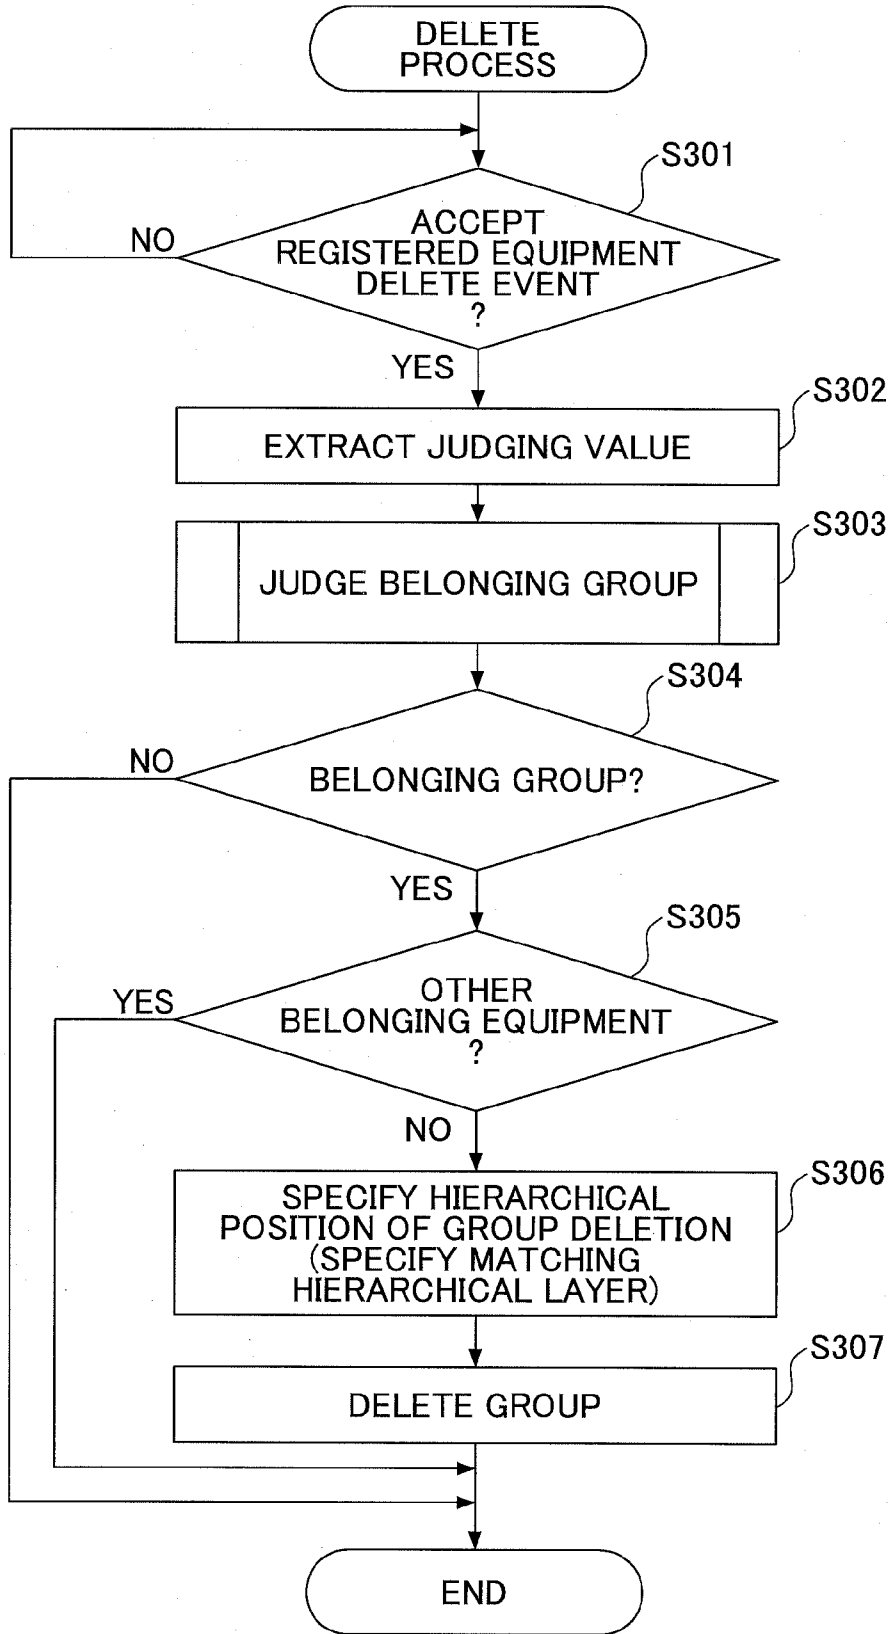 DELETE
PROCESS
S301
ACCEPT
REGISTERED EQUIPMENT
DELETE EVENT
?
NO
YES
S302
EXTRACT JUDGING VALUE
S303
JUDGE BELONGING GROUP
S304
NO
BELONGING GROUP?
YES
S305
YES
OTHER
BELONGING EQUIPMENT
?
NO
S306
SPECIFY HIERARCHICAL
POSITION OF GROUP DELETION
(SPECIFY MATCHING
HIERARCHICAL LAYER)
S307
DELETE GROUP
END